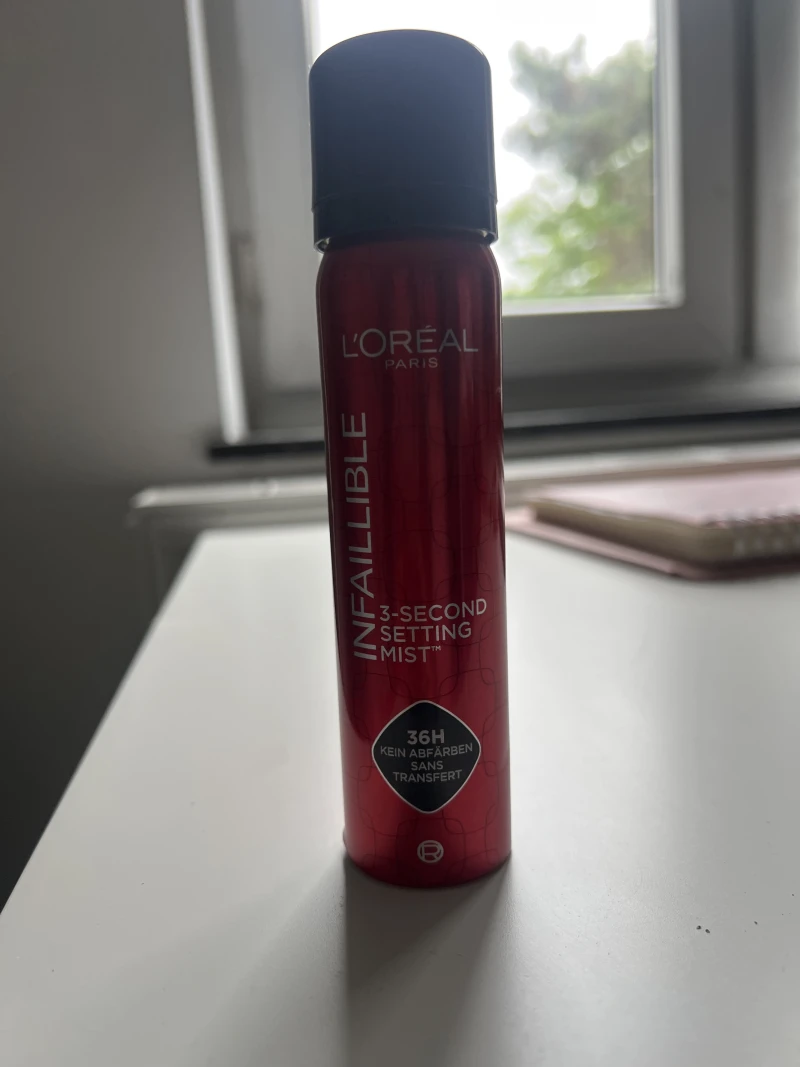 L'ORÉAL
PARIS
INFAILLIBLE
3-SECOND
SETTING
MIST™
36H
KEIN ABFÄRBEN
SANS
TRANSFERT